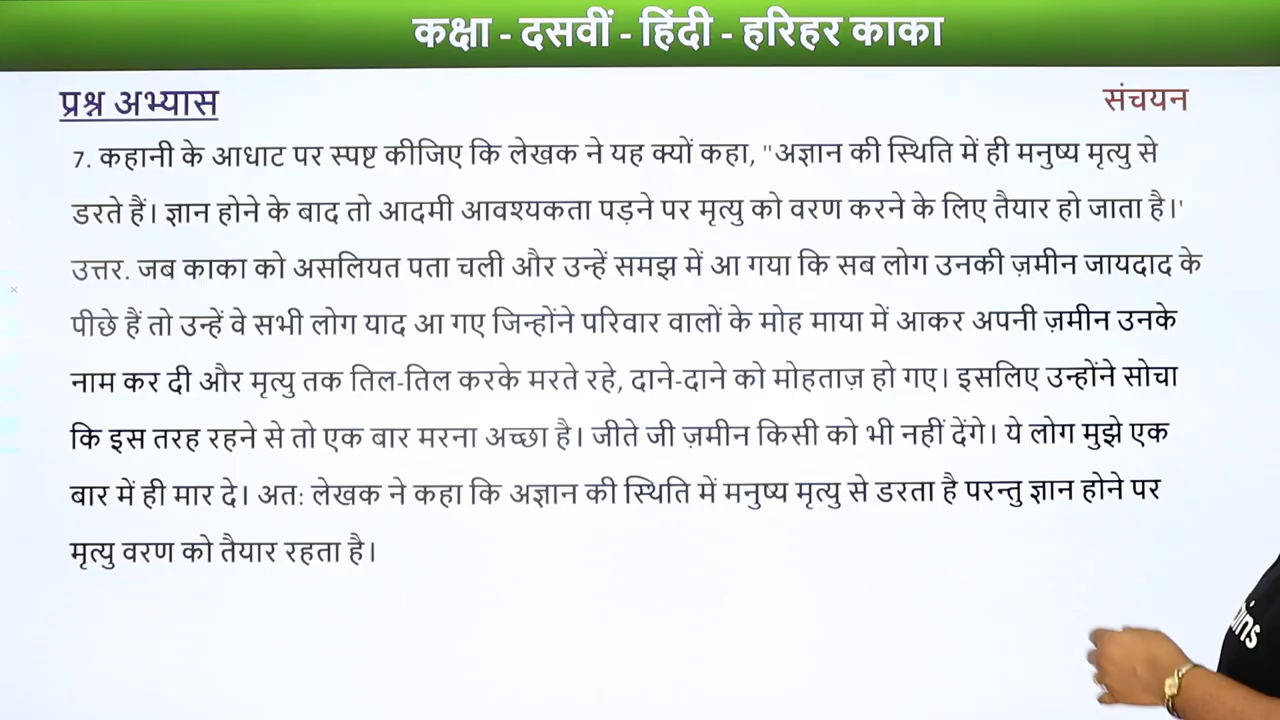 कक्षा - दसवीं - हिंदी - हरिहर काका
प्रश्न अभ्यास
संचयन
7. कहानी के आधाट पर स्पष्ट कीजिए कि लेखक ने यह क्यों कहा, "अज्ञान की स्थिति में ही मनुष्य मृत्यु से
डरते हैं। ज्ञान होने के बाद तो आदमी आवश्यकता पड़ने पर मृत्यु को वरण करने के लिए तैयार हो जाता है।'
उत्तर. जब काका को असलियत पता चली और उन्हें समझ में आ गया कि सब लोग उनकी ज़मीन जायदाद के
पीछे हैं तो उन्हें वे सभी लोग याद आ गए जिन्होंने परिवार वालों के मोह माया में आकर अपनी ज़मीन उनके
नाम कर दी और मृत्यु तक तिल-तिल करके मरते रहे, दाने-दाने को मोहताज़ हो गए। इसलिए उन्होंने सोचा
कि इस तरह रहने से तो एक बार मरना अच्छा है। जीते जी ज़मीन किसी को भी नहीं देंगे। ये लोग मुझे एक
बार में ही मार दे। अत: लेखक ने कहा कि अज्ञान की स्थिति में मनुष्य मृत्यु से डरता है परन्तु ज्ञान होने पर
मृत्यु वरण को तैयार रहता है।